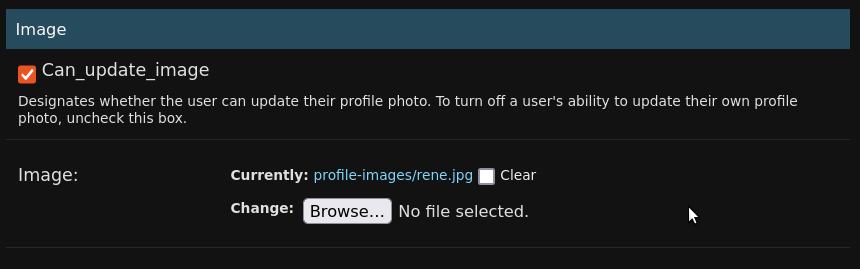 Image
Can_update_image
Designates whether the user can update their profile photo. To turn off a user's ability to update their own profile
photo, uncheck this box.
Image: Currently: profile-images/rene.jpg Clear
Change: Browse... No file selected.